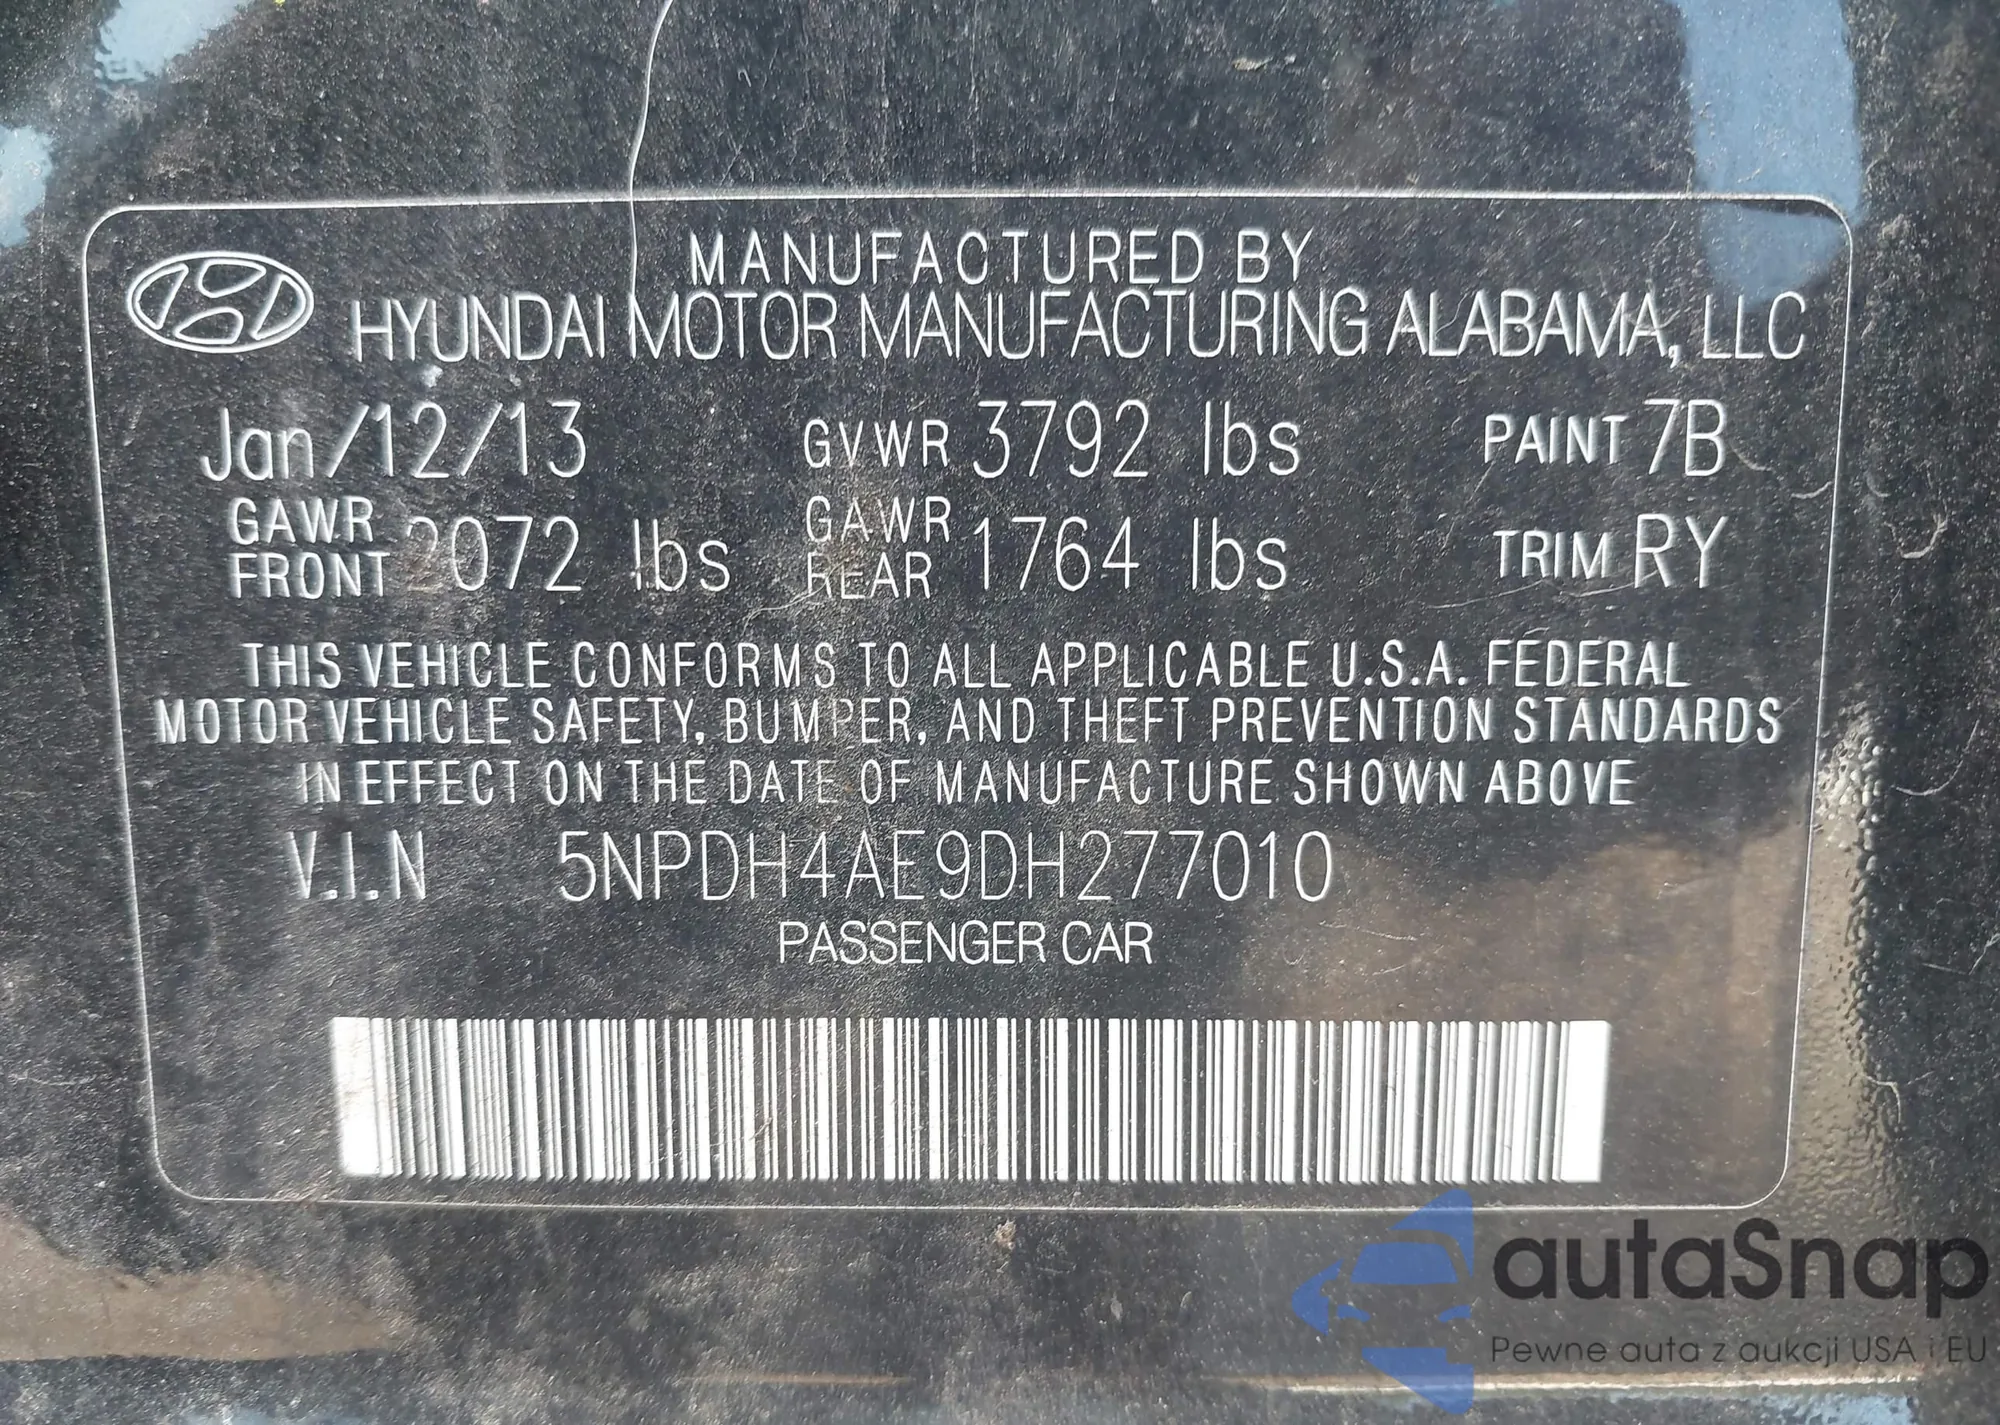 MANUFACTURED BY
HYUNDAI MOTOR MANUFACTURING ALABAMA, LLC
Jan/12/13 GVWR 3792 lbs PAINT 7B
GAWR FRONT 2072 lbs GAWR REAR 1764 lbs TRIM RY
THIS VEHICLE CONFORMS TO ALL APPLICABLE U.S.A. FEDERAL
MOTOR VEHICLE SAFETY, BUMPER, AND THEFT PREVENTION STANDARDS
IN EFFECT ON THE DATE OF MANUFACTURE SHOWN ABOVE
V.I.N 5NPDH4AE9DH277010
PASSENGER CAR
autaSnap
Pewne auta z aukcji USA i EU